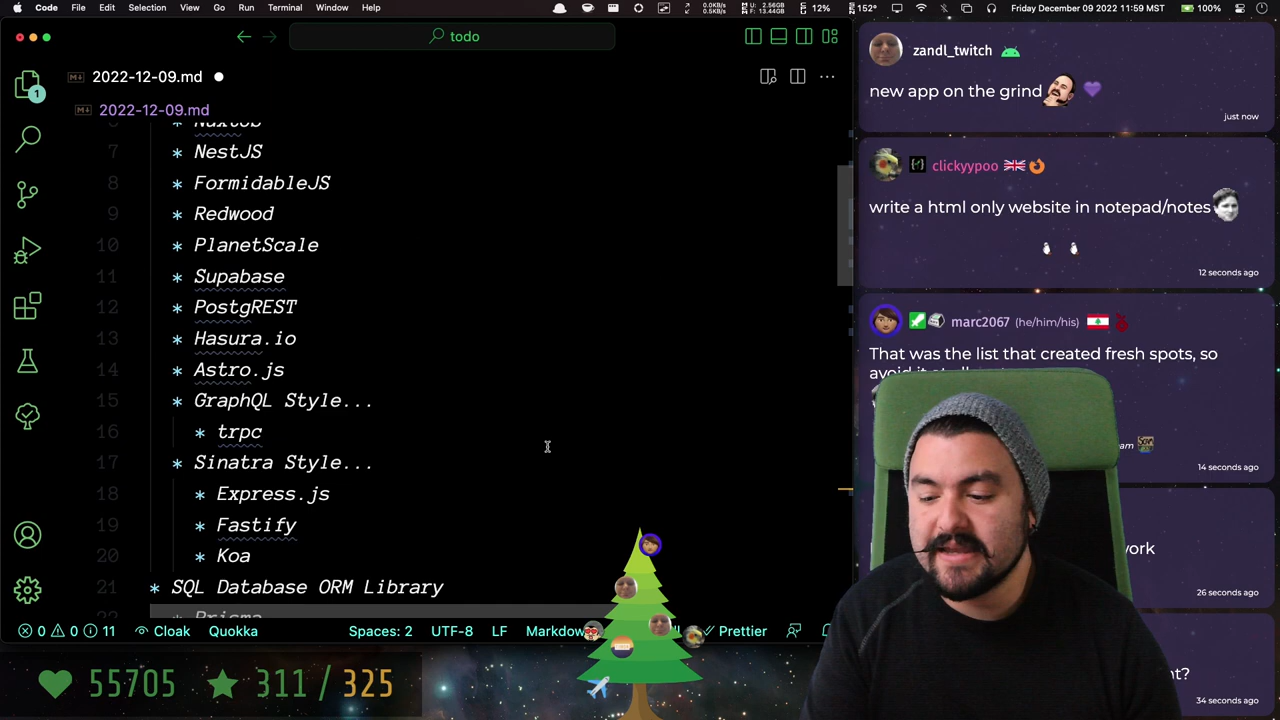 Code File Edit Selection View Go Run Terminal Window Help
12% 152° Friday December 09 2022 11:59 MST 100%
todo
2022-12-09.md
2022-12-09.md
7 * NestJS
8 * FormidableJS
9 * Redwood
10 * PlanetScale
11 * Supabase
12 * PostgREST
13 * Hasura.io
14 * Astro.js
15 * GraphQL Style...
16 * trpc
17 * Sinatra Style...
18 * Express.js
19 * Fastify
20 * Koa
21 * SQL Database ORM Library
Prisma
0 0 11 Cloak Quokka Spaces: 2 UTF-8 LF Prettier
55705 311 / 325
zandl_twitch
new app on the grind
just now
clickyypoo
write a html only website in notepad/notes
12 seconds ago
marc2067 (he/him/his)
That was the list that created fresh spots, so
14 seconds ago
26 seconds ago
34 seconds ago